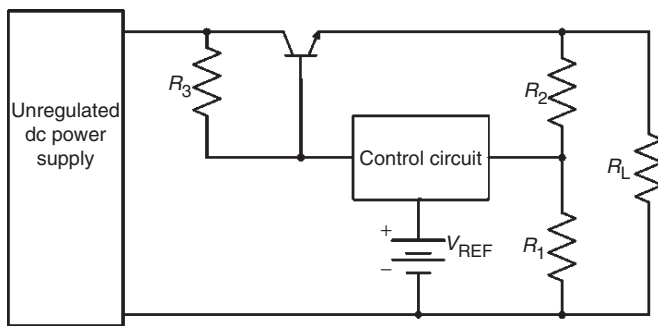 Unregulated
dc power
supply
R3
Control circuit
R2
RL
+
−
VREF
R1